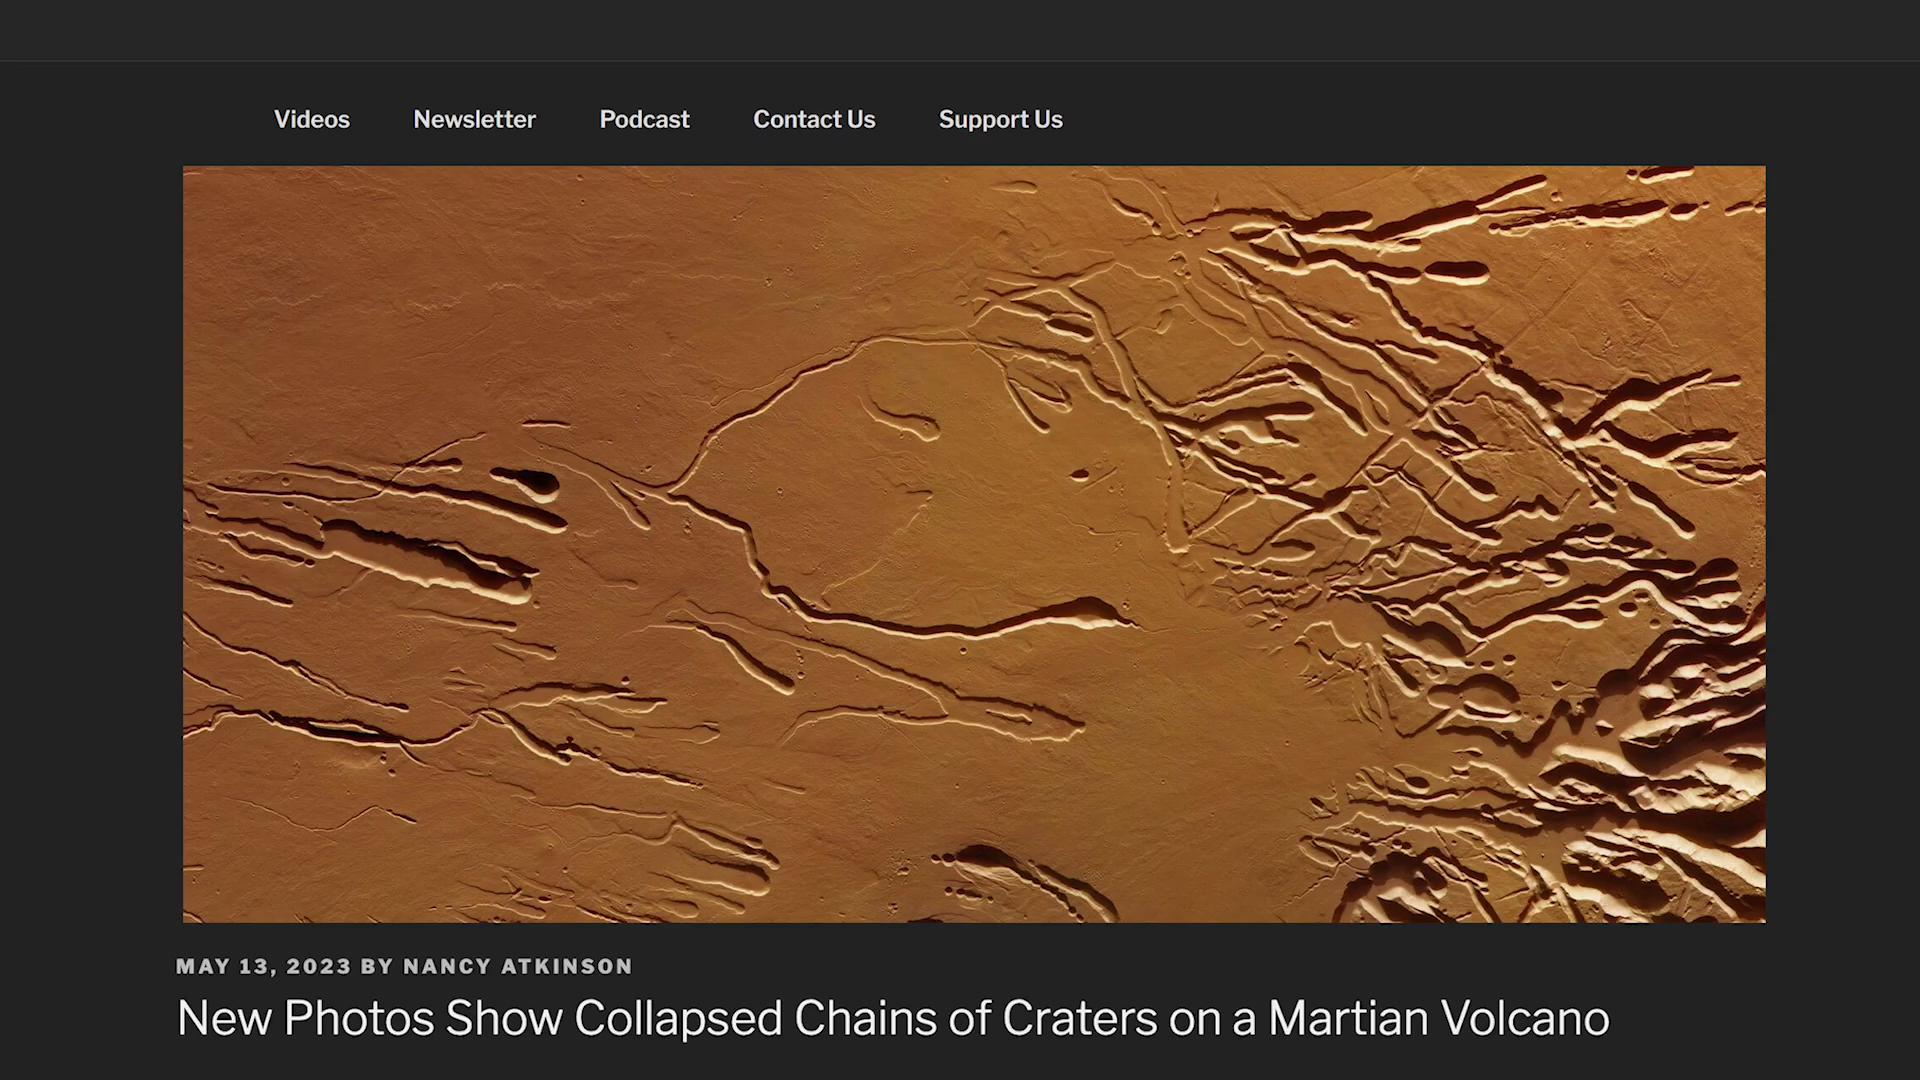 Videos Newsletter Podcast Contact Us Support Us
MAY 13, 2023 BY NANCY ATKINSON
New Photos Show Collapsed Chains of Craters on a Martian Volcano